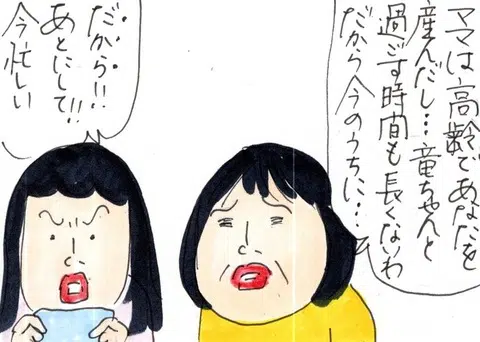 ママは高齢であなたを
産んだし…竜ちゃんと
過ごす時間も長くないわ
だから今のうちに…
だから!!
あとにして!!
今忙しい